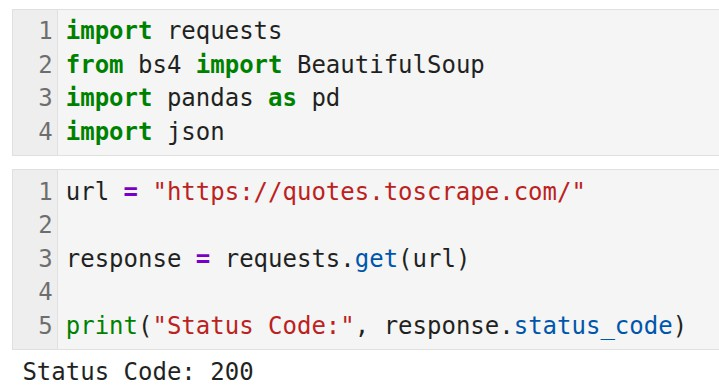 1 import requests
2 from bs4 import BeautifulSoup
3 import pandas as pd
4 import json
1 url = "https://quotes.toscrape.com/"
2
3 response = requests.get(url)
4
5 print("Status Code:", response.status_code)
Status Code: 200